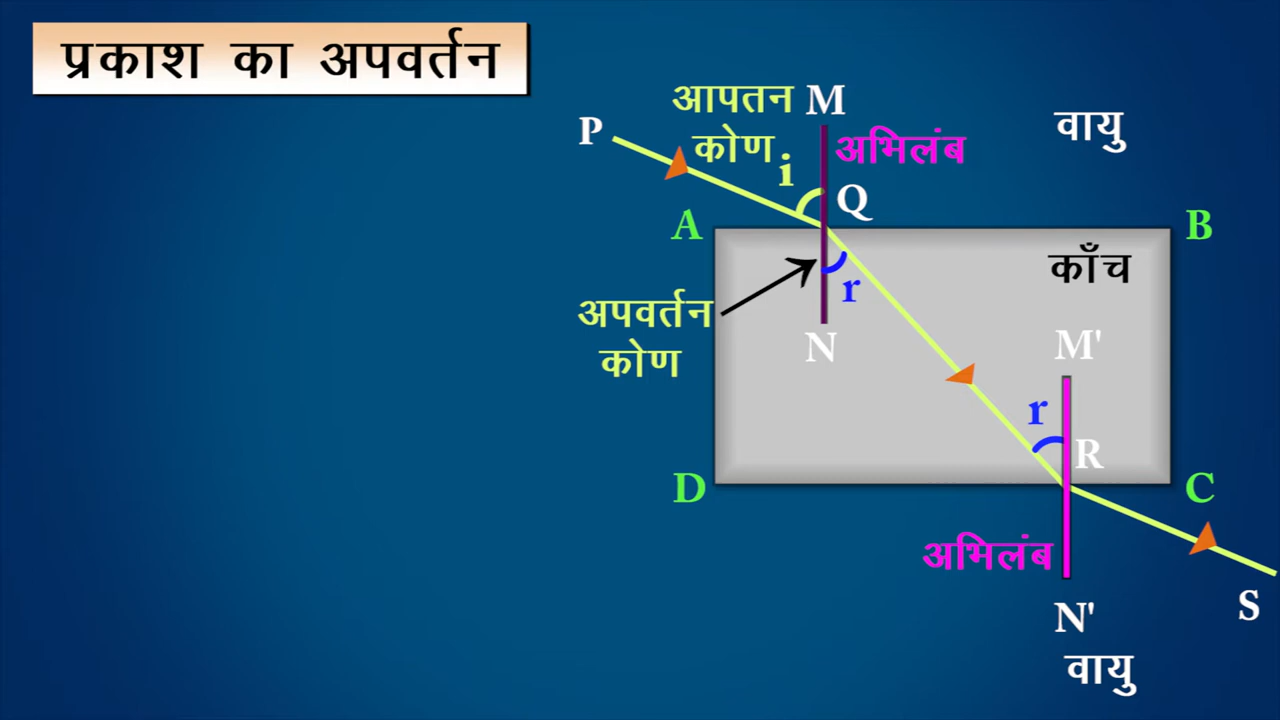 प्रकाश का अपवर्तन
आपतन
कोण
M
P
i
अभिलंब
वायु
Q
A
B
काँच
r
अपवर्तन
कोण
N
M'
r
R
D
C
अभिलंब
S
N'
वायु